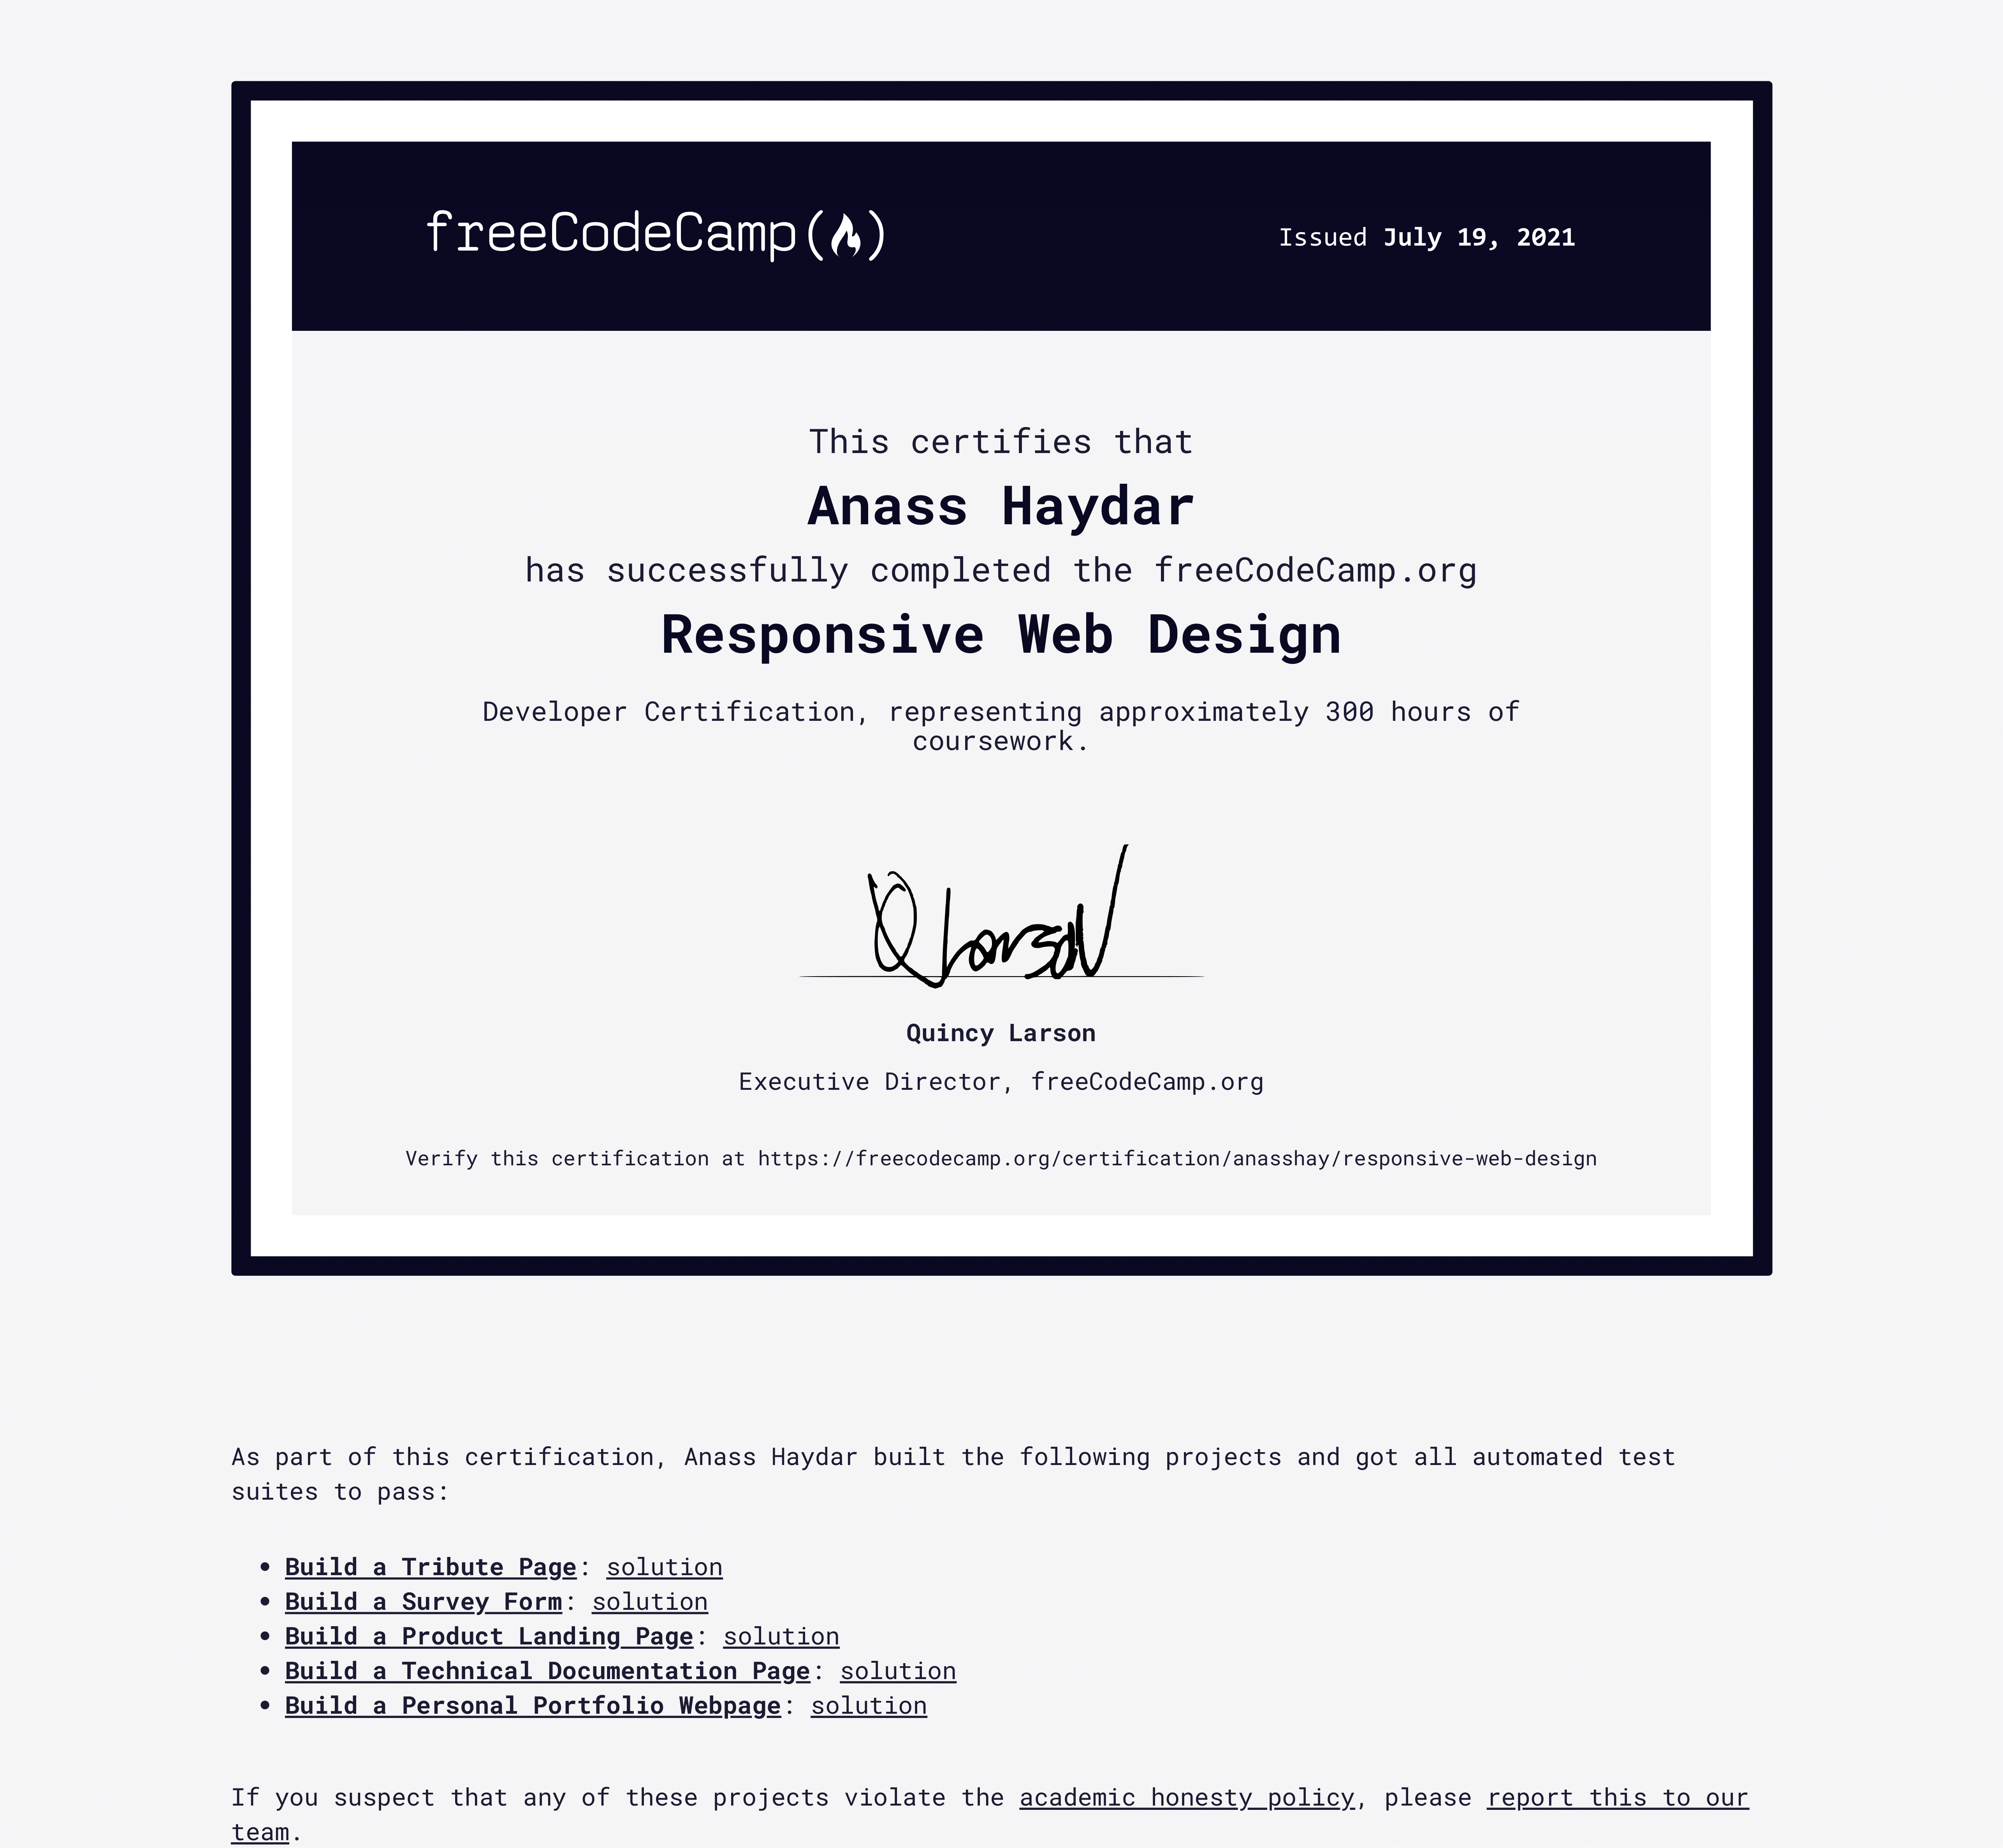 freeCodeCamp()
Issued July 19, 2021
This certifies that
Anass Haydar
has successfully completed the freeCodeCamp.org
Responsive Web Design
Developer Certification, representing approximately 300 hours of
coursework.
Q Larson
Quincy Larson
Executive Director, freeCodeCamp.org
Verify this certification at https://freecodecamp.org/certification/anasshay/responsive-web-design
As part of this certification, Anass Haydar built the following projects and got all automated test
suites to pass:
• Build a Tribute Page: solution
• Build a Survey Form: solution
• Build a Product Landing Page: solution
• Build a Technical Documentation Page: solution
• Build a Personal Portfolio Webpage: solution
If you suspect that any of these projects violate the academic honesty policy, please report this to our
team.